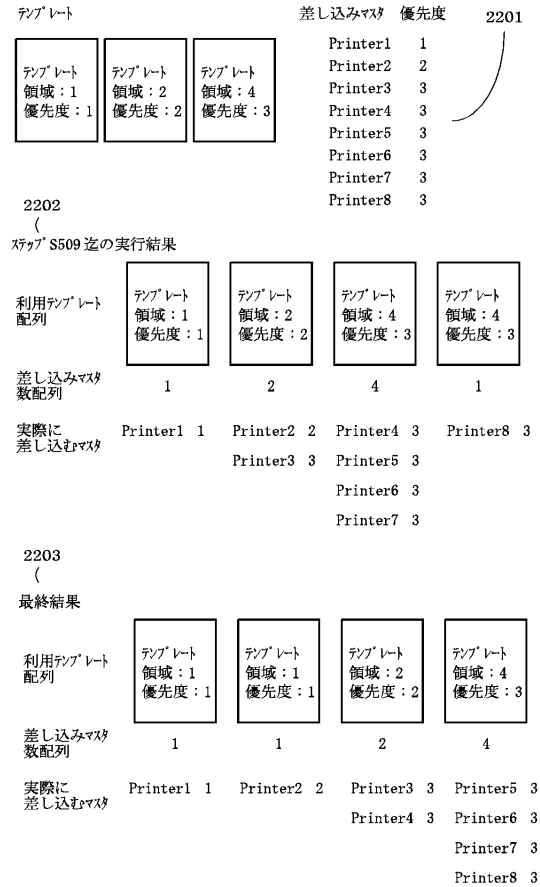 テンプレート
差し込みマスタ 優先度 2201
Printer1 1
Printer2 2
Printer3 3
Printer4 3
Printer5 3
Printer6 3
Printer7 3
Printer8 3
テンプレート 領域：1 優先度：1
テンプレート 領域：2 優先度：2
テンプレート 領域：4 優先度：3
2202
ステップS509迄の実行結果
利用テンプレート配列
テンプレート 領域：1 優先度：1
テンプレート 領域：2 優先度：2
テンプレート 領域：4 優先度：3
テンプレート 領域：4 優先度：3
差し込みマスタ数配列 1 2 4 1
実際に差し込むマスタ
Printer1 1 Printer2 2 Printer4 3 Printer8 3
Printer3 3 Printer5 3
Printer6 3
Printer7 3
2203
最終結果
利用テンプレート配列
テンプレート 領域：1 優先度：1
テンプレート 領域：1 優先度：1
テンプレート 領域：2 優先度：2
テンプレート 領域：4 優先度：3
差し込みマスタ数配列 1 1 2 4
実際に差し込むマスタ
Printer1 1 Printer2 2 Printer3 3 Printer5 3
Printer4 3 Printer6 3
Printer7 3
Printer8 3